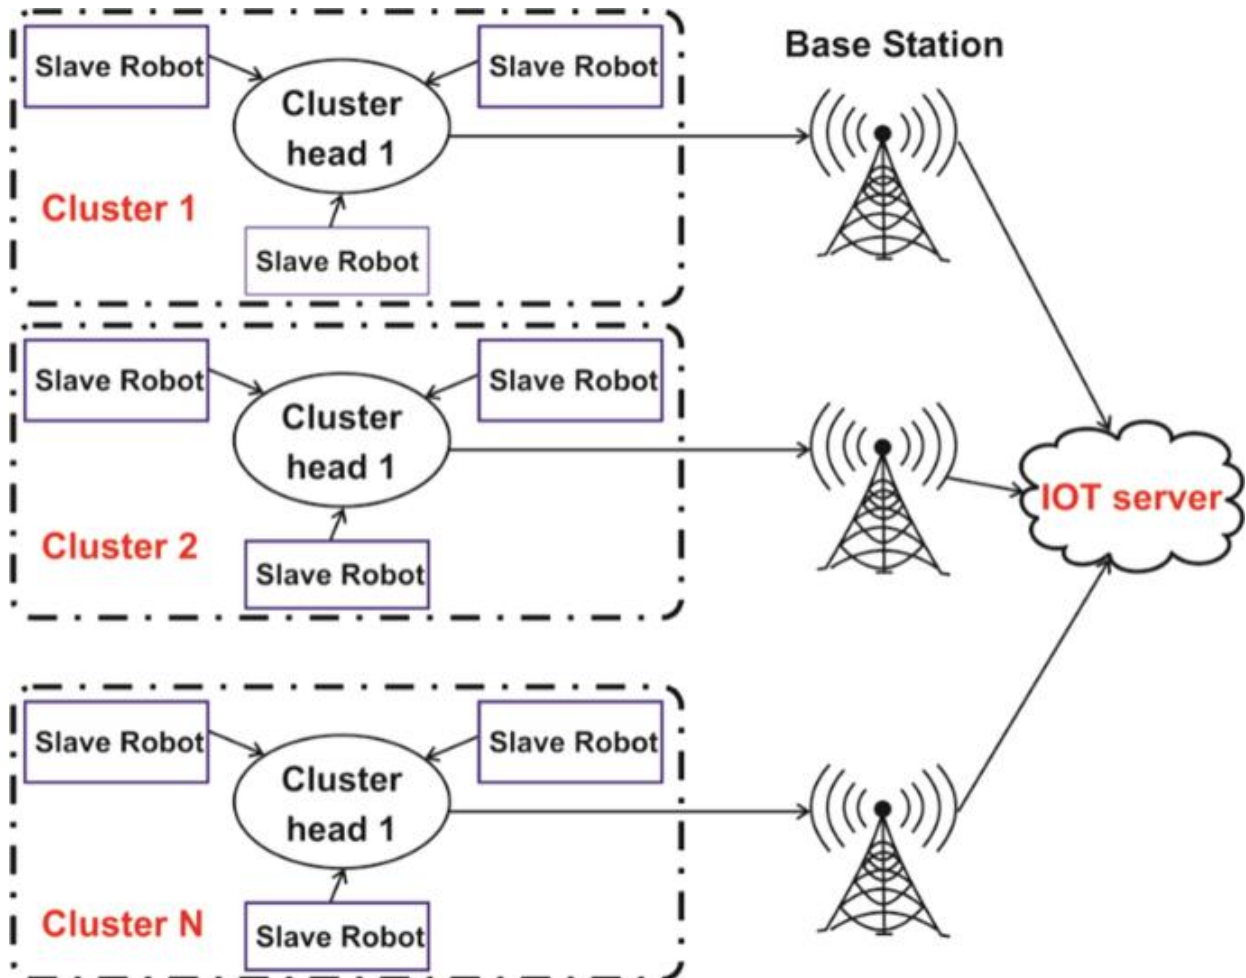 Base Station
Slave Robot
Slave Robot
Cluster
head 1
Cluster 1
Slave Robot
Slave Robot
Slave Robot
Cluster
head 1
Cluster 2
Slave Robot
IOT server
Slave Robot
Slave Robot
Cluster
head 1
Cluster N
Slave Robot